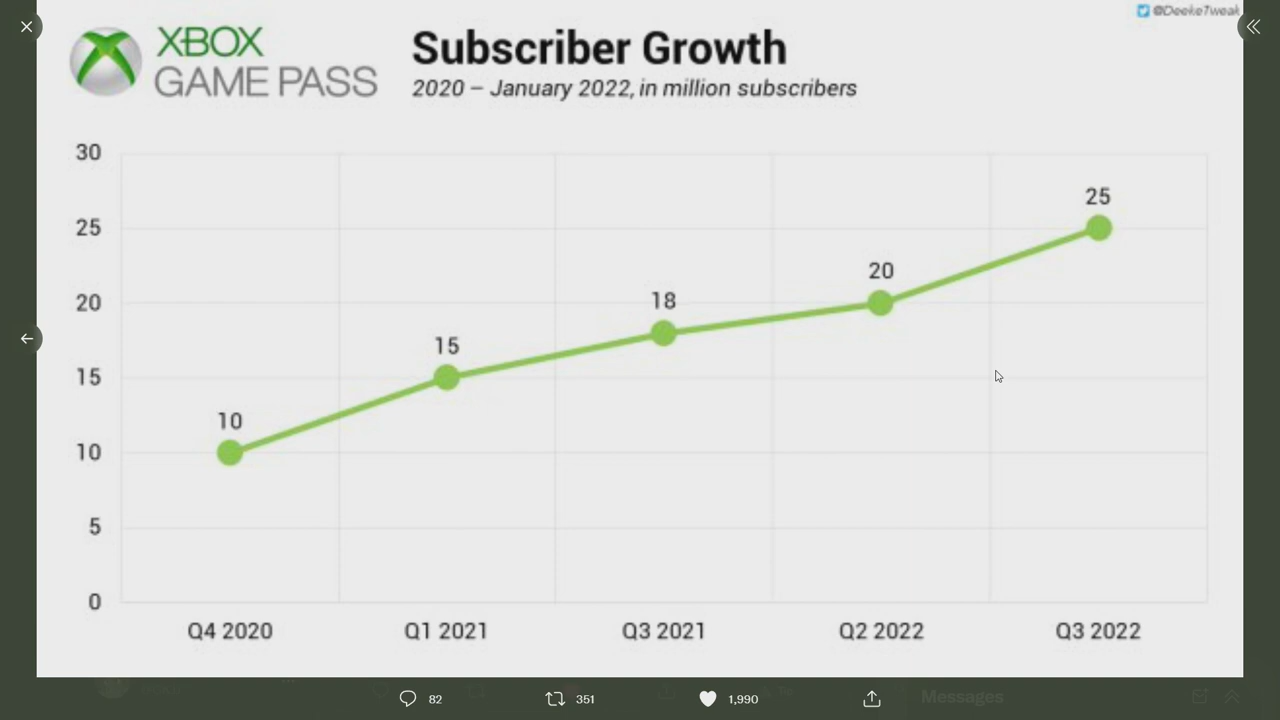 @DeekeTweak
XBOX
GAME PASS
Subscriber Growth
2020 – January 2022, in million subscribers
30
25
20
15
10
5
0
10
15
18
20
25
Q4 2020
Q1 2021
Q3 2021
Q2 2022
Q3 2022
82
351
1,990
Messages